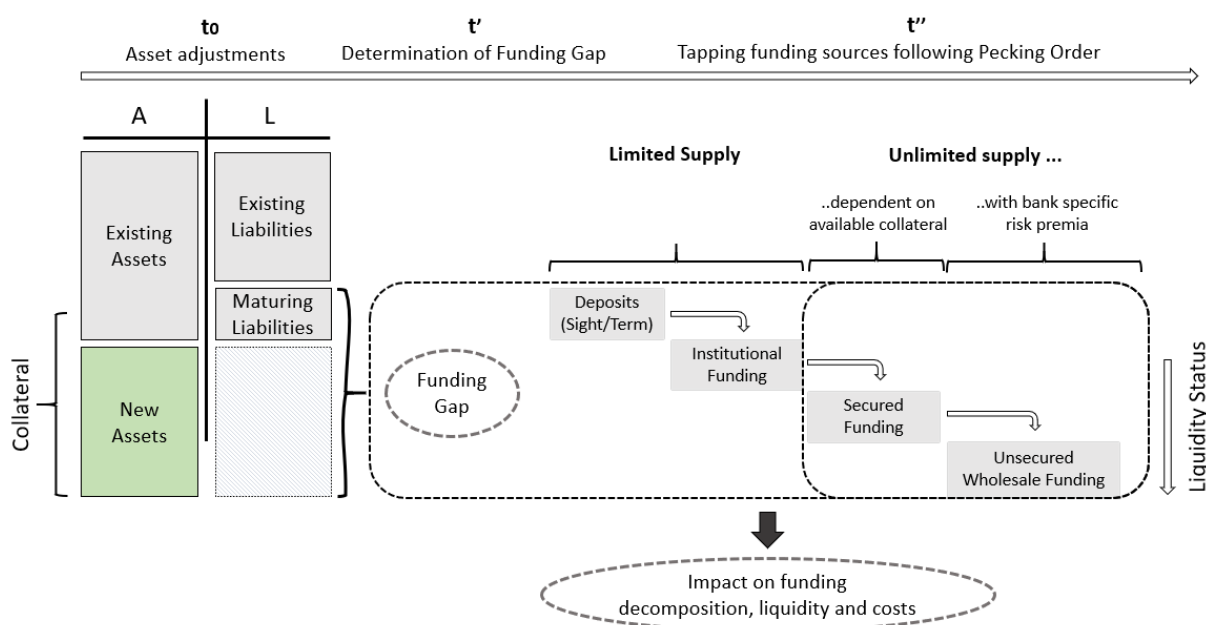 t0
Asset adjustments
t'
Determination of Funding Gap
t''
Tapping funding sources following Pecking Order
A
L
Existing
Assets
New
Assets
Existing
Liabilities
Maturing
Liabilities
Collateral
Funding
Gap
Limited Supply
Unlimited supply ...
..dependent on
available collateral
..with bank specific
risk premia
Deposits
(Sight/Term)
Institutional
Funding
Secured
Funding
Unsecured
Wholesale Funding
Liquidity Status
Impact on funding
decomposition, liquidity and costs